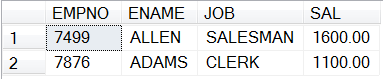 EMPNO ENAME JOB SAL
1 7499 ALLEN SALESMAN 1600.00
2 7876 ADAMS CLERK 1100.00